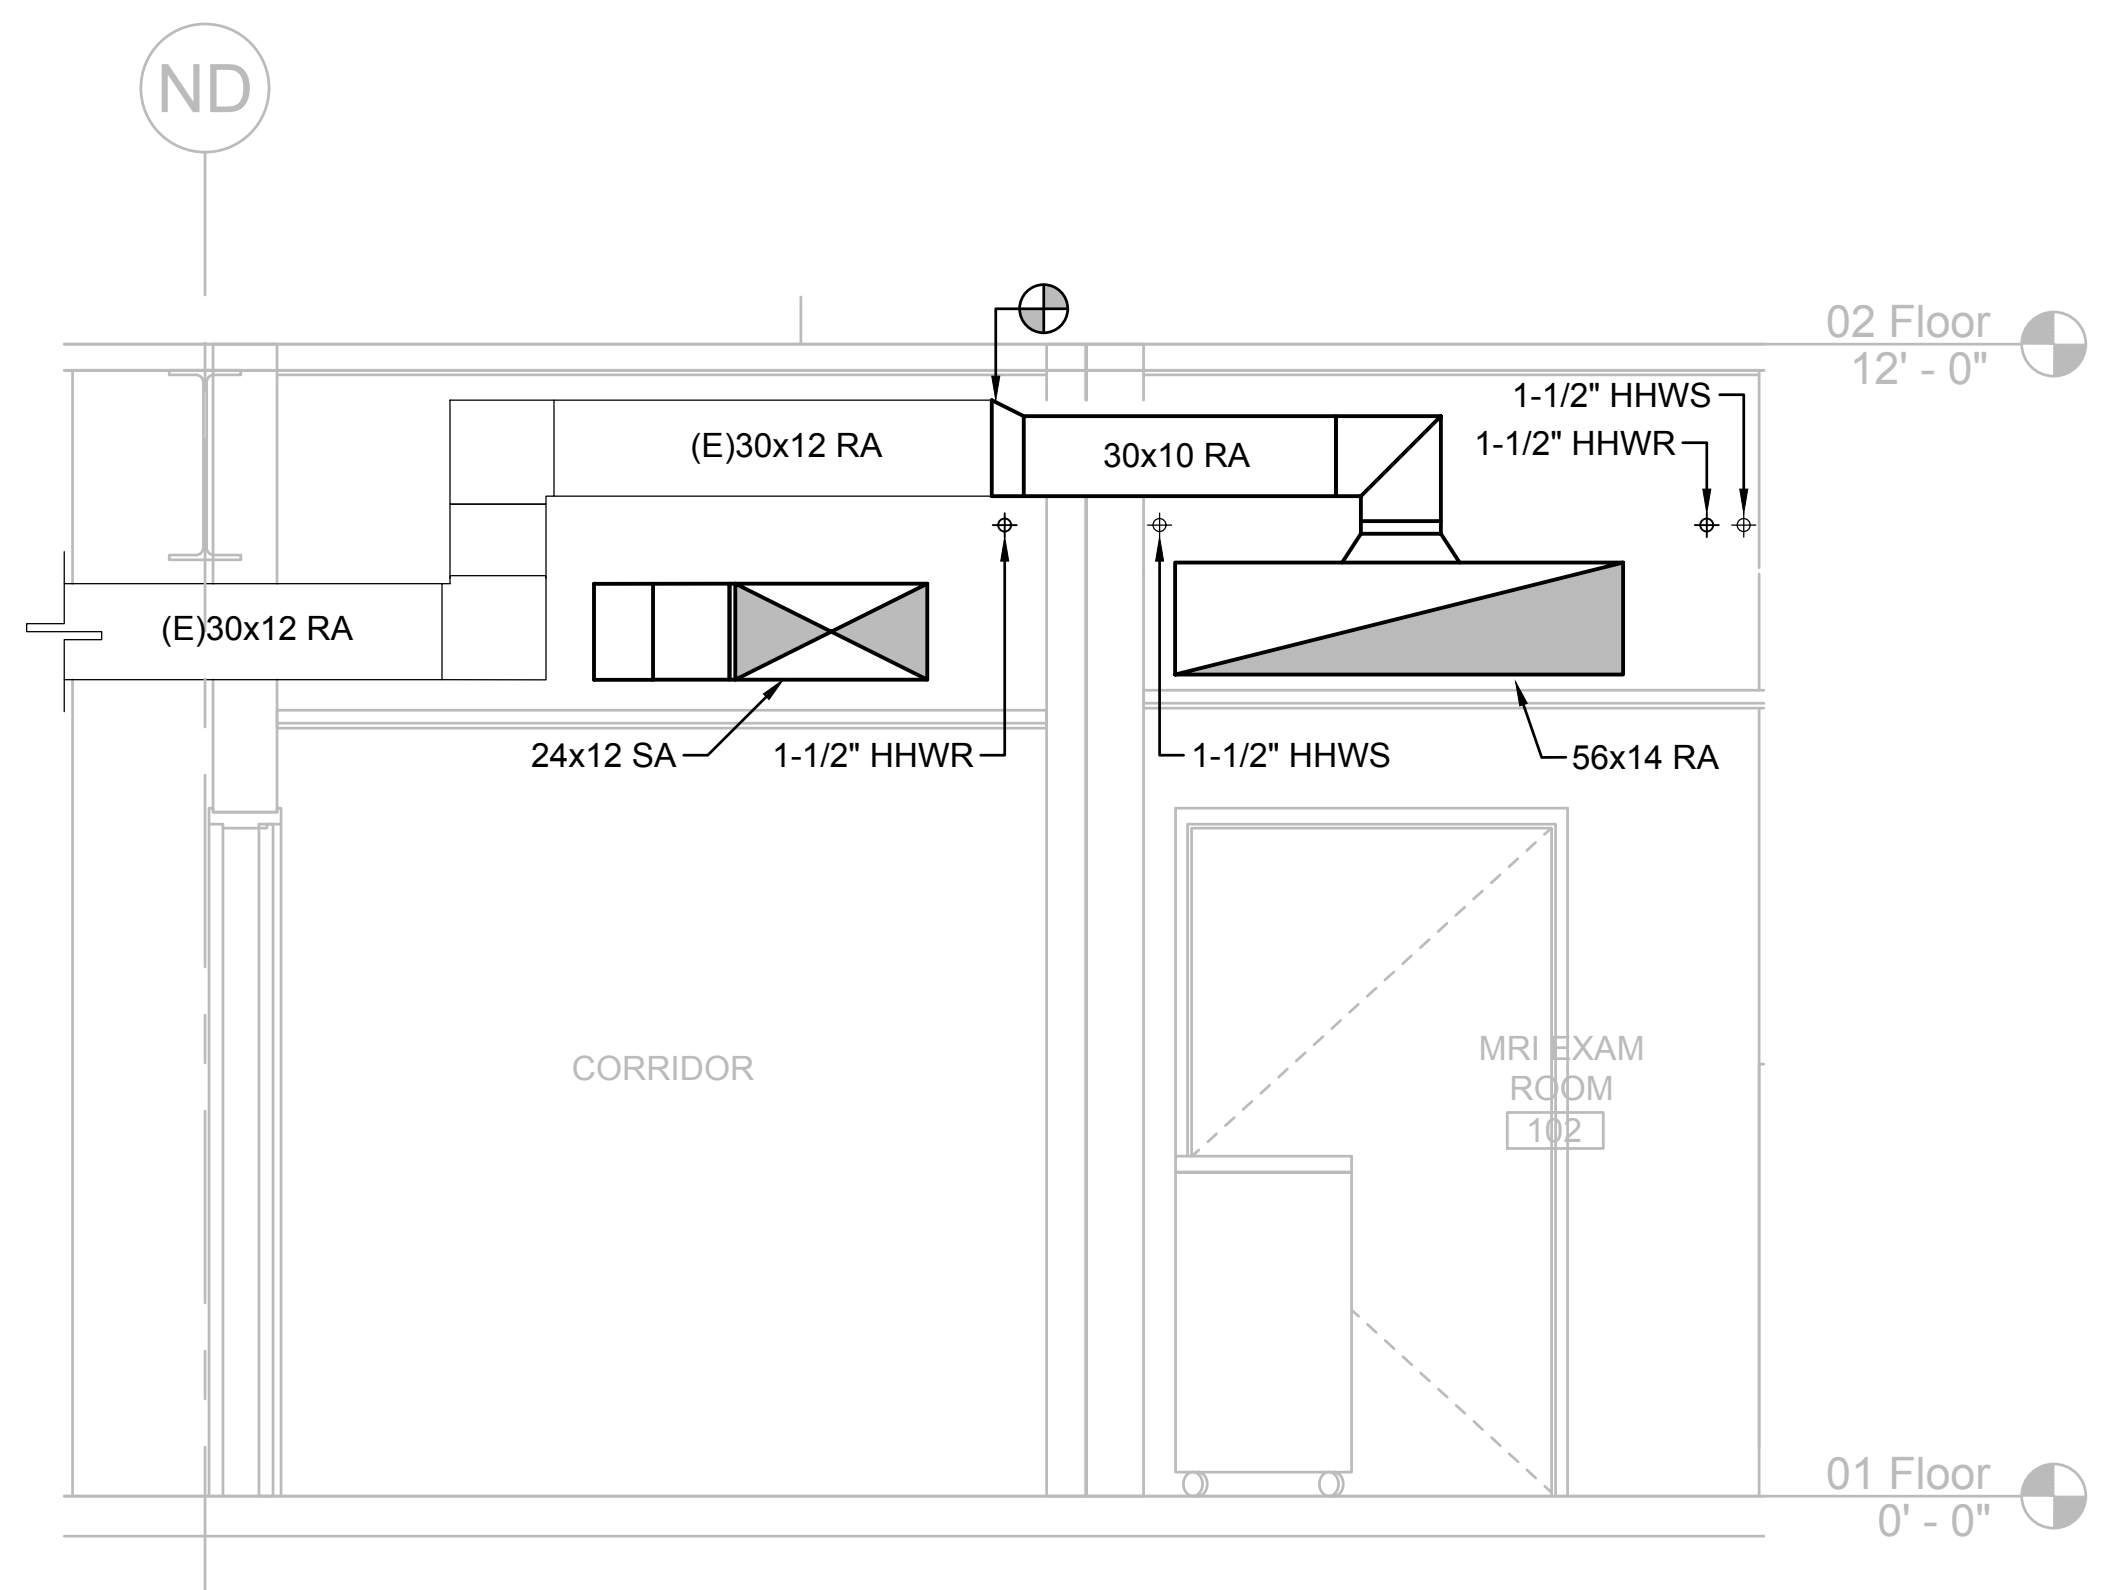 ND
02 Floor
12' - 0"
1-1/2" HHWS
1-1/2" HHWR
(E)30x12 RA
30x10 RA
(E)30x12 RA
24x12 SA
1-1/2" HHWR
1-1/2" HHWS
56x14 RA
CORRIDOR
MRI EXAM
ROOM
102
01 Floor
0' - 0"